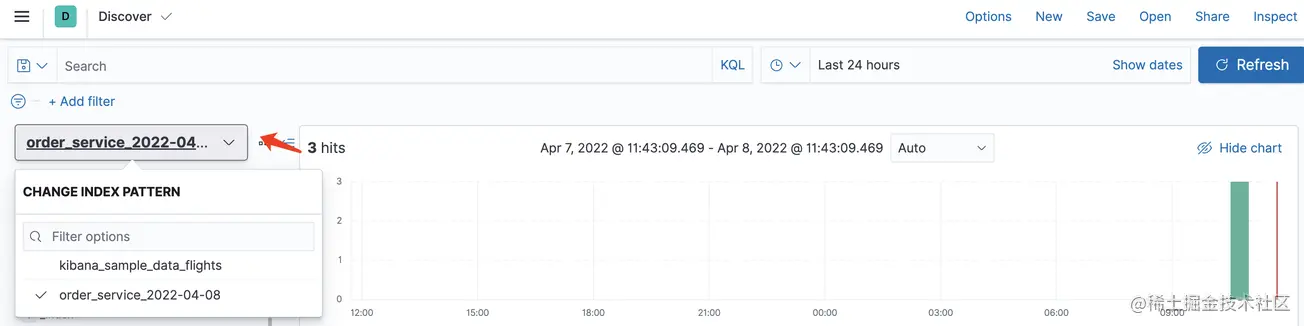 D Discover Options New Save Open Share Inspect
Search KQL Last 24 hours Show dates Refresh
+ Add filter
order_service_2022-04... 3 hits Apr 7, 2022 @ 11:43:09.469 - Apr 8, 2022 @ 11:43:09.469 Auto Hide chart
CHANGE INDEX PATTERN
Filter options
kibana_sample_data_flights
order_service_2022-04-08
3
2
1
0
12:00 15:00 18:00 21:00 00:00 03:00 06:00 09:00
@稀土掘金技术社区